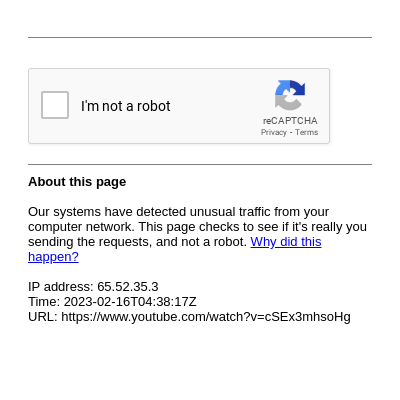 I'm not a robot
reCAPTCHA
Privacy - Terms
About this page
Our systems have detected unusual traffic from your
computer network. This page checks to see if it's really you
sending the requests, and not a robot. Why did this
happen?
IP address: 65.52.35.3
Time: 2023-02-16T04:38:17Z
URL: https://www.youtube.com/watch?v=cSEx3mhsoHg